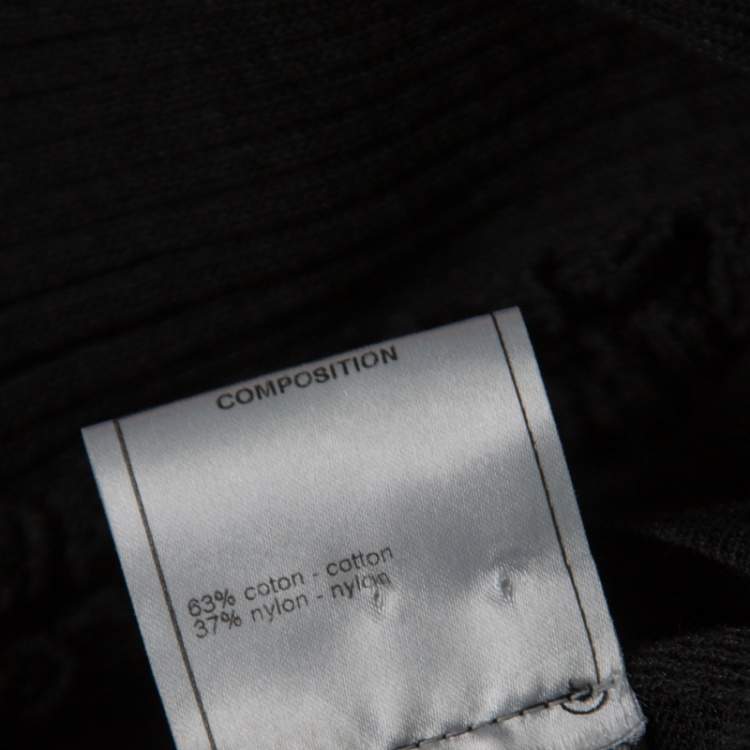 COMPOSITION
63% coton - cotton
37% nylon - nylon